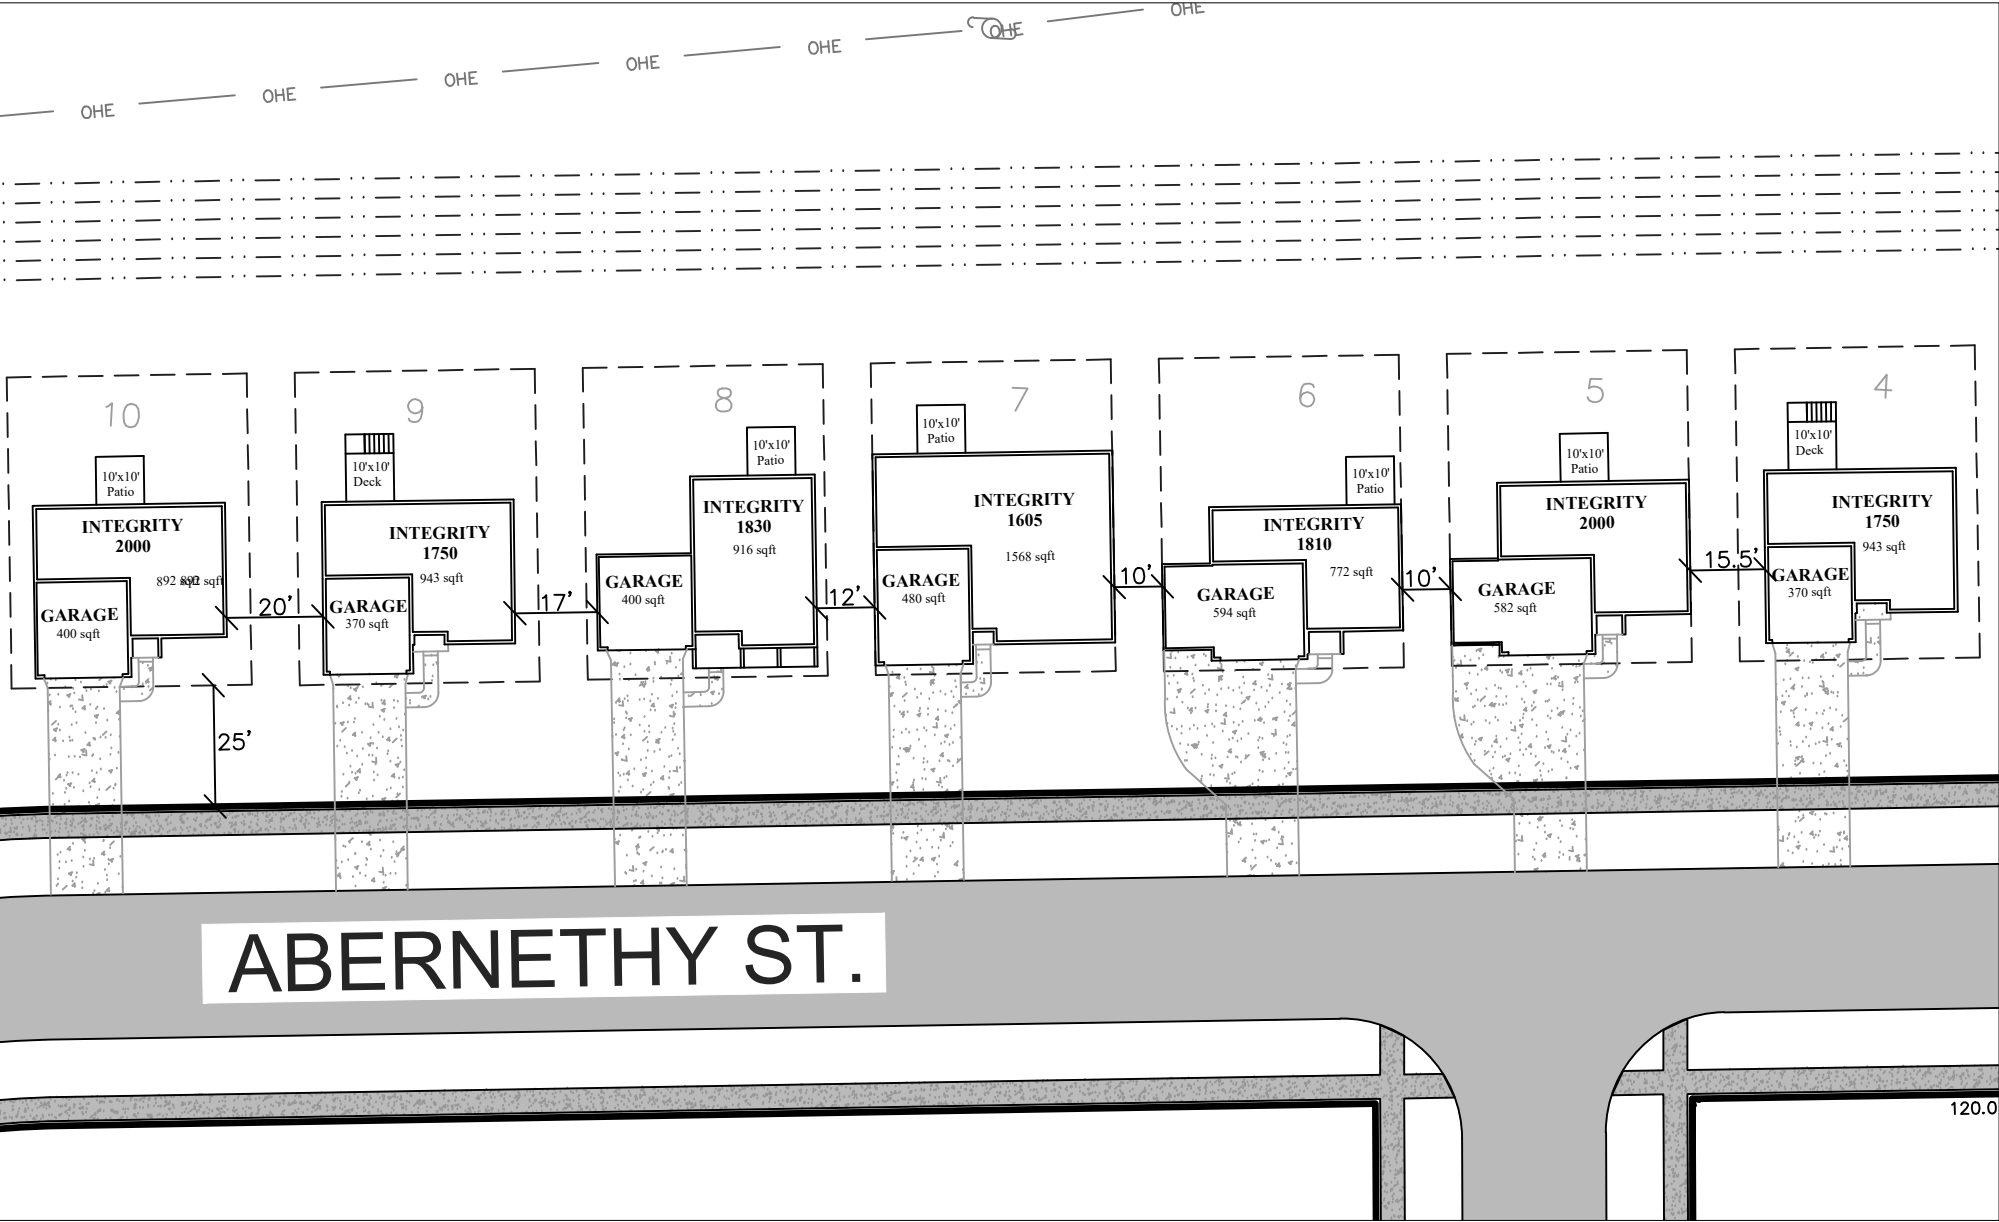 OHE
OHE
OHE
OHE
OHE
OHE
OHE
10
9
8
7
6
5
4
10'x10'
Patio
INTEGRITY
2000
892 sqft
GARAGE
400 sqft
20'
10'x10'
Deck
INTEGRITY
1750
943 sqft
GARAGE
370 sqft
17'
10'x10'
Patio
INTEGRITY
1830
916 sqft
GARAGE
400 sqft
12'
10'x10'
Patio
INTEGRITY
1605
1568 sqft
GARAGE
480 sqft
10'
10'x10'
Patio
INTEGRITY
1810
772 sqft
GARAGE
594 sqft
10'
10'x10'
Patio
INTEGRITY
2000
GARAGE
582 sqft
15.5'
10'x10'
Deck
INTEGRITY
1750
943 sqft
GARAGE
370 sqft
25'
ABERNETHY ST.
120.0